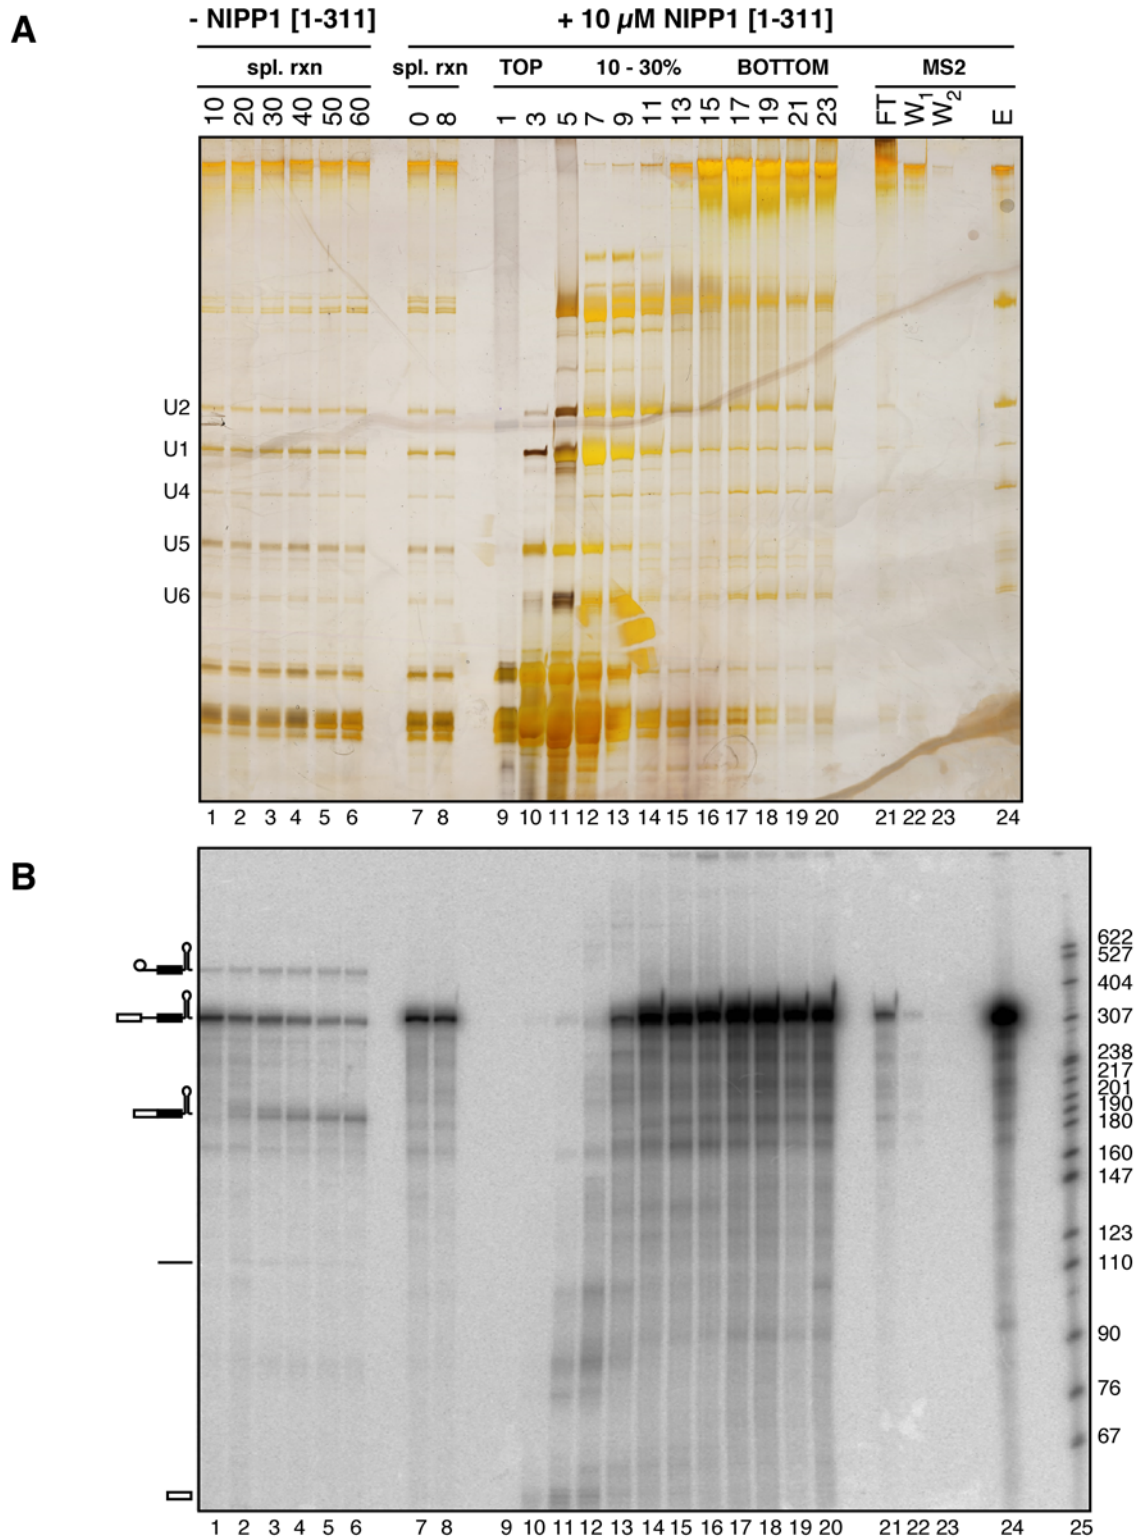 A
- NIPP1 [1-311]
+ 10 µM NIPP1 [1-311]
spl. rxn
spl. rxn
TOP
10 - 30%
BOTTOM
MS2
10 20 30 40 50 60 0 8 1 3 5 7 9 11 13 15 17 19 21 23 FT W1 W2 E
U2
U1
U4
U5
U6
1 2 3 4 5 6 7 8 9 10 11 12 13 14 15 16 17 18 19 20 21 22 23 24
B
622
527
404
307
238
217
201
190
180
160
147
123
110
90
76
67
1 2 3 4 5 6 7 8 9 10 11 12 13 14 15 16 17 18 19 20 21 22 23 24 25